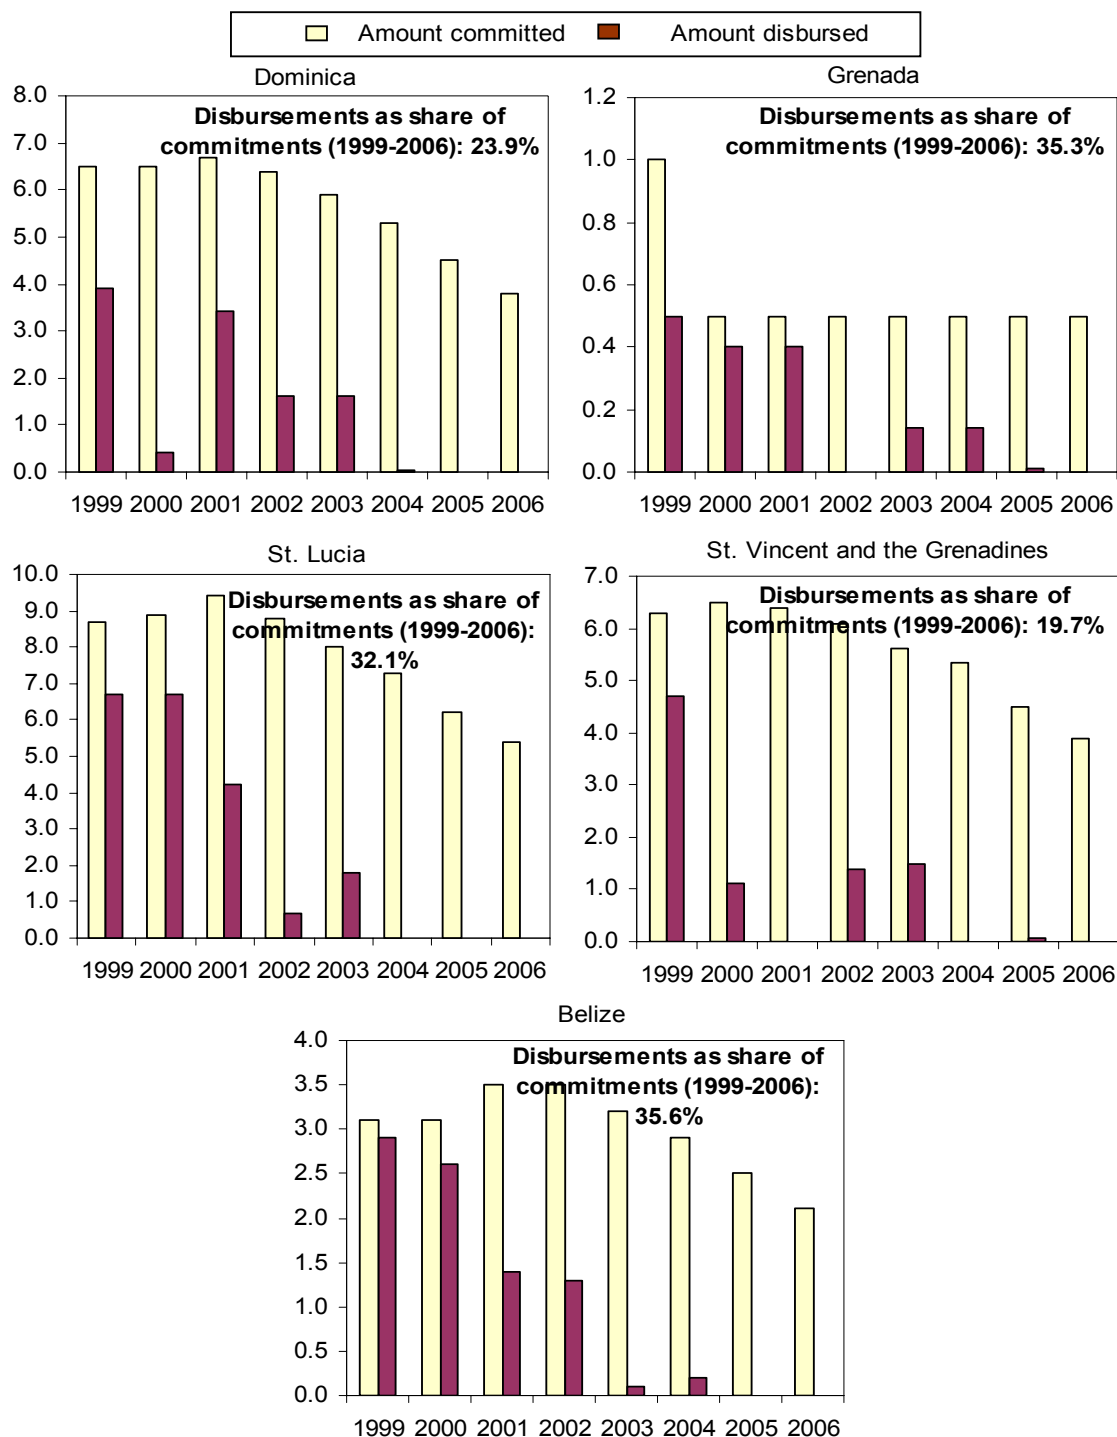 Amount committed Amount disbursed
Dominica
Disbursements as share of
commitments (1999-2006): 23.9%
8.0
7.0
6.0
5.0
4.0
3.0
2.0
1.0
0.0
1999 2000 2001 2002 2003 2004 2005 2006
Grenada
Disbursements as share of
commitments (1999-2006): 35.3%
1.2
1.0
0.8
0.6
0.4
0.2
0.0
1999 2000 2001 2002 2003 2004 2005 2006
St. Lucia
Disbursements as share of
commitments (1999-2006):
32.1%
10.0
9.0
8.0
7.0
6.0
5.0
4.0
3.0
2.0
1.0
0.0
1999 2000 2001 2002 2003 2004 2005 2006
St. Vincent and the Grenadines
Disbursements as share of
commitments (1999-2006): 19.7%
7.0
6.0
5.0
4.0
3.0
2.0
1.0
0.0
1999 2000 2001 2002 2003 2004 2005 2006
Belize
Disbursements as share of
commitments (1999-2006):
35.6%
4.0
3.5
3.0
2.5
2.0
1.5
1.0
0.5
0.0
1999 2000 2001 2002 2003 2004 2005 2006